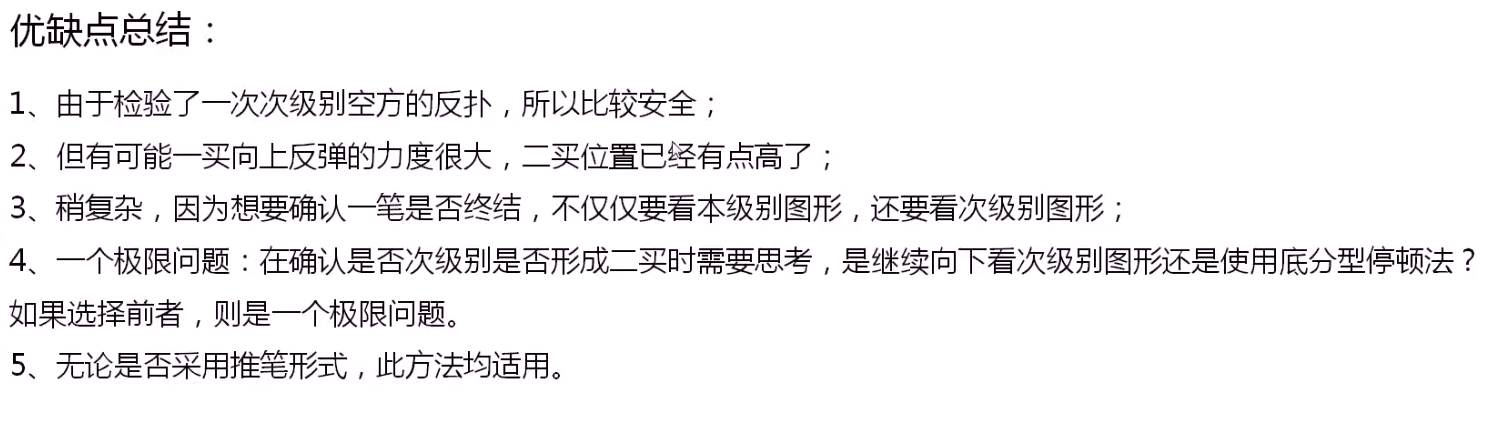 优缺点总结：
1、由于检验了一次次级别空方的反扑，所以比较安全；
2、但有可能一买向上反弹的力度很大，二买位置已经有点高了；
3、稍复杂，因为想要确认一笔是否终结，不仅仅要看本级别图形，还要看次级别图形；
4、一个极限问题：在确认是否次级别是否形成二买时需要思考，是继续向下看次级别图形还是使用底分型停顿法？
如果选择前者，则是一个极限问题。
5、无论是否采用推笔形式，此方法均适用。